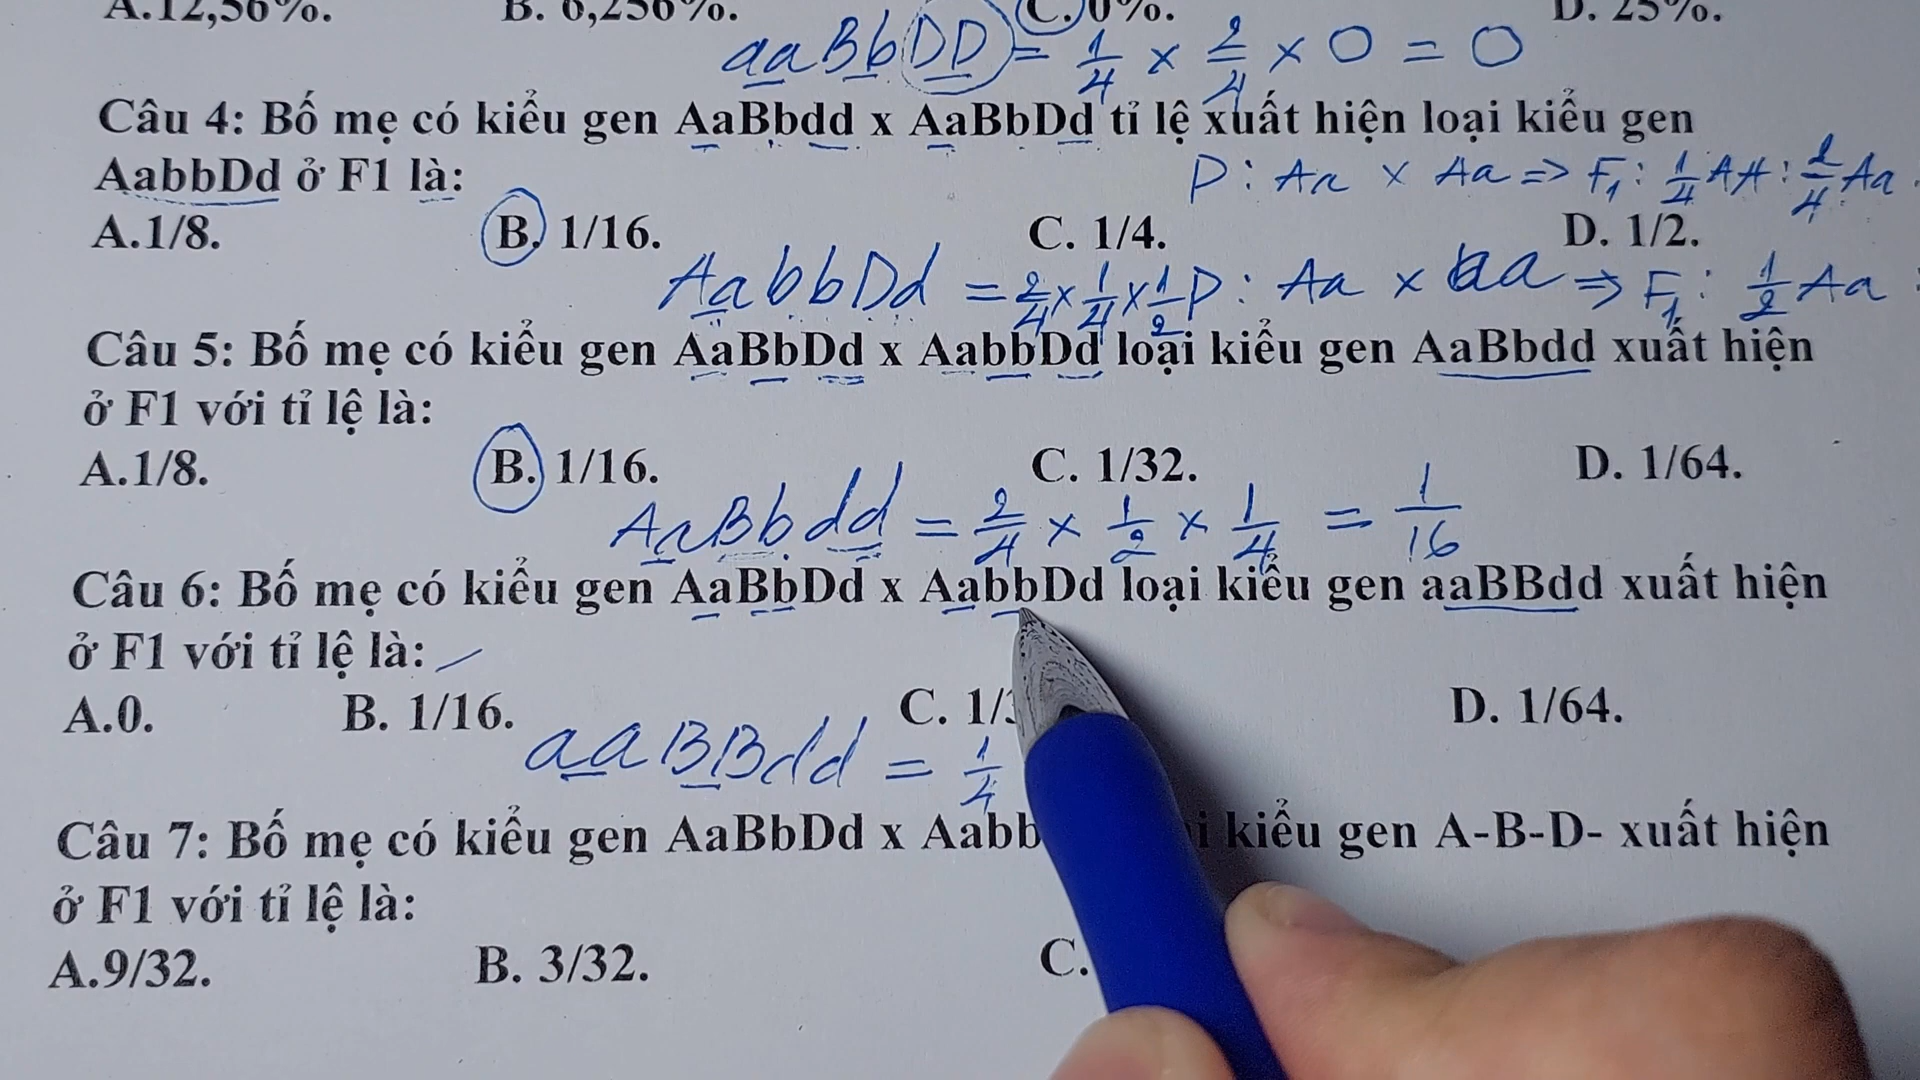 A.12,56%. B. 6,256%. C. 0%. D. 25%.
aaBbDD = 1/4 x 2/4 x 0 = 0
Câu 4: Bố mẹ có kiểu gen AaBbdd x AaBbDd tỉ lệ xuất hiện loại kiểu gen
AabbDd ở F1 là:
P: Aa x Aa => F1: 1/4 AA : 2/4 Aa
A.1/8. B. 1/16. C. 1/4. D. 1/2.
AabbDd = 2/4 x 1/4 x 1/2 P: Aa x aa => F1: 1/2 Aa :
Câu 5: Bố mẹ có kiểu gen AaBbDd x AabbDd loại kiểu gen AaBbdd xuất hiện
ở F1 với tỉ lệ là:
A.1/8. B. 1/16. C. 1/32. D. 1/64.
AaBbdd = 2/4 x 1/2 x 1/4 = 1/16
Câu 6: Bố mẹ có kiểu gen AaBbDd x AabbDd loại kiểu gen aaBBdd xuất hiện
ở F1 với tỉ lệ là:
A.0. B. 1/16. C. 1/ D. 1/64.
aaBBdd = 1/4
Câu 7: Bố mẹ có kiểu gen AaBbDd x Aabb kiểu gen A-B-D- xuất hiện
ở F1 với tỉ lệ là:
A.9/32. B. 3/32. C.